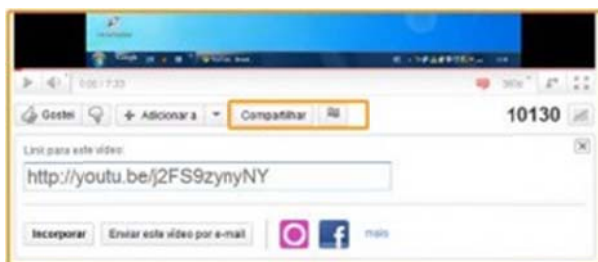 0:00 / 7:33
360p
Gostei
+ Adicionar a
Compartilhar
10130
Link para este vídeo:
http://youtu.be/j2FS9zynyNY
Incorporar
Enviar este vídeo por e-mail
mais